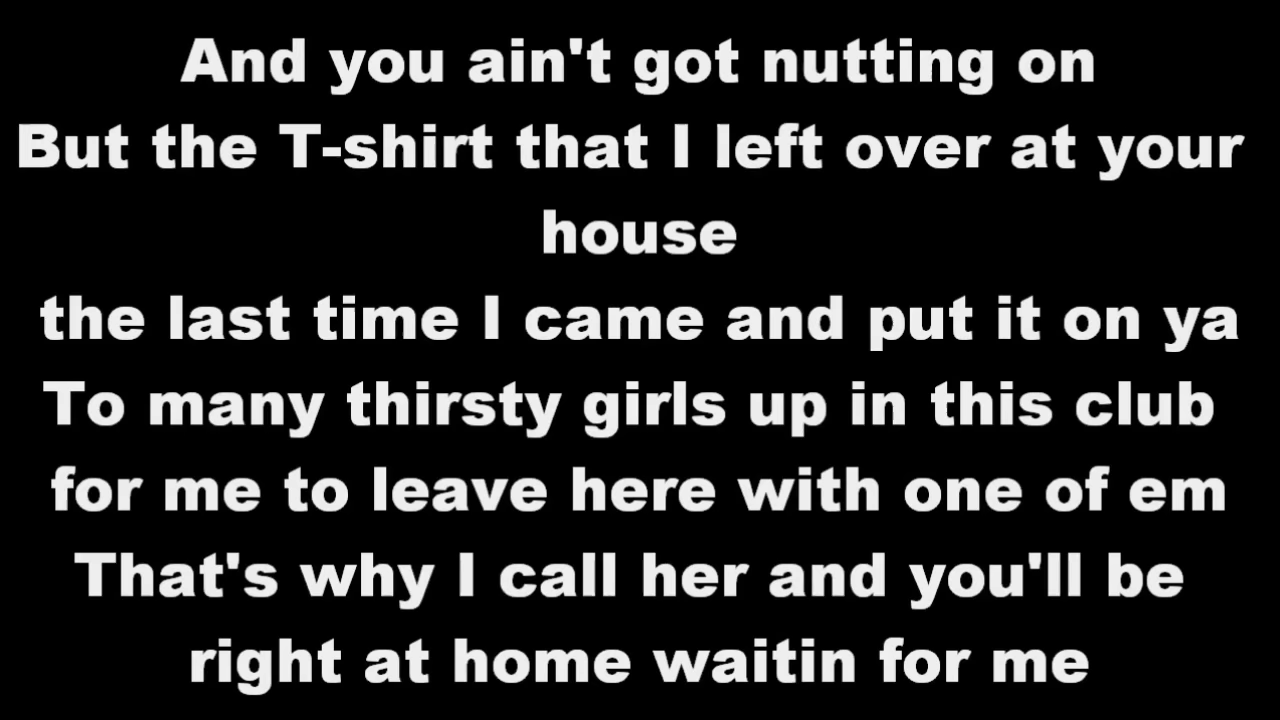 And you ain't got nutting on
But the T-shirt that I left over at your
house
the last time I came and put it on ya
To many thirsty girls up in this club
for me to leave here with one of em
That's why I call her and you'll be
right at home waitin for me